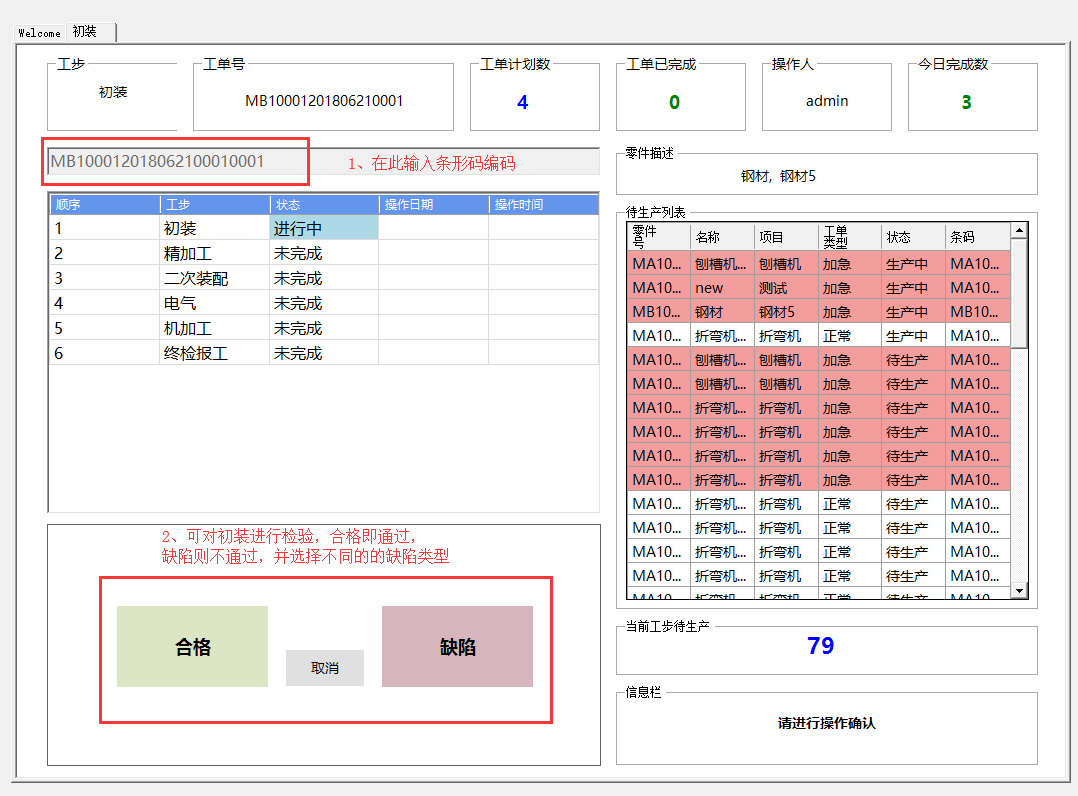 Welcome 初装
工步 工单号 工单计划数 工单已完成 操作人 今日完成数
初装 MB10001201806210001 4 0 admin 3
MB100012018062100010001 1、在此输入条形码编码
顺序 工步 状态 操作日期 操作时间
1 初装 进行中
2 精加工 未完成
3 二次装配 未完成
4 电气 未完成
5 机加工 未完成
6 终检报工 未完成
2、可对初装进行检验，合格即通过，
缺陷则不通过，并选择不同的的缺陷类型
合格 取消 缺陷
零件描述
钢材, 钢材5
待生产列表
零件号 名称 项目 工单类型 状态 条码
MA10... 刨槽机... 刨槽机 加急 生产中 MA10...
MA10... new 测试 加急 生产中 MA10...
MB10... 钢材 钢材5 加急 生产中 MB10...
MA10... 折弯机... 折弯机 正常 生产中 MA10...
MA10... 刨槽机... 刨槽机 加急 待生产 MA10...
MA10... 刨槽机... 刨槽机 加急 待生产 MA10...
MA10... 折弯机... 折弯机 加急 待生产 MA10...
MA10... 折弯机... 折弯机 加急 待生产 MA10...
MA10... 折弯机... 折弯机 加急 待生产 MA10...
MA10... 折弯机... 折弯机 加急 待生产 MA10...
MA10... 折弯机... 折弯机 正常 待生产 MA10...
MA10... 折弯机... 折弯机 正常 待生产 MA10...
MA10... 折弯机... 折弯机 正常 待生产 MA10...
MA10... 折弯机... 折弯机 正常 待生产 MA10...
当前工步待生产
79
信息栏
请进行操作确认